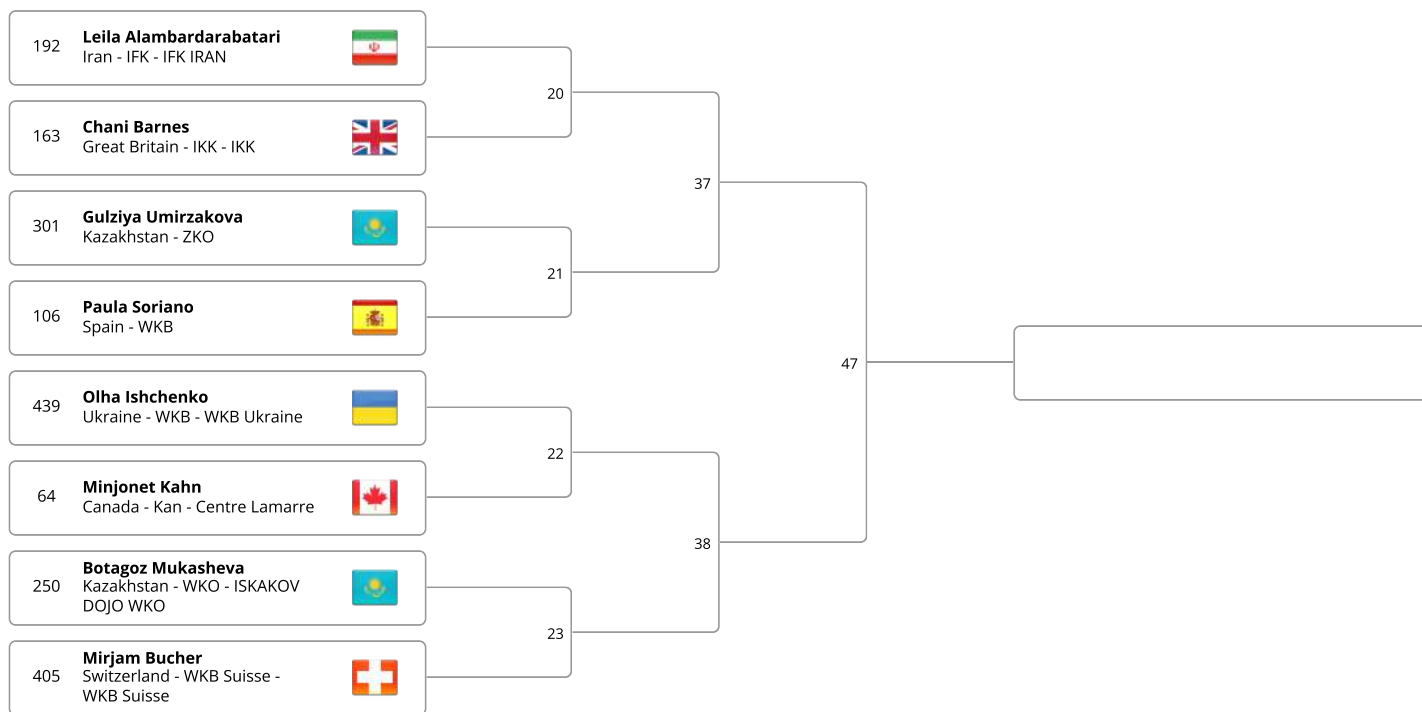 192
Leila Alambardarabatari
Iran - IFK - IFK IRAN
20
163
Chani Barnes
Great Britain - IKK - IKK
37
301
Gulziya Umirzakova
Kazakhstan - ZKO
21
106
Paula Soriano
Spain - WKB
47
439
Olha Ishchenko
Ukraine - WKB - WKB Ukraine
22
64
Minjonet Kahn
Canada - Kan - Centre Lamarre
38
250
Botagoz Mukasheva
Kazakhstan - WKO - ISKAKOV
DOJO WKO
23
405
Mirjam Bucher
Switzerland - WKB Suisse -
WKB Suisse